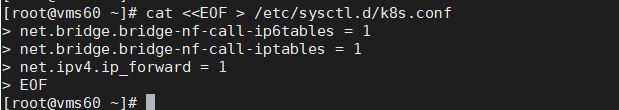 [root@vms60 ~]# cat <<EOF > /etc/sysctl.d/k8s.conf
> net.bridge.bridge-nf-call-ip6tables = 1
> net.bridge.bridge-nf-call-iptables = 1
> net.ipv4.ip_forward = 1
> EOF
[root@vms60 ~]#